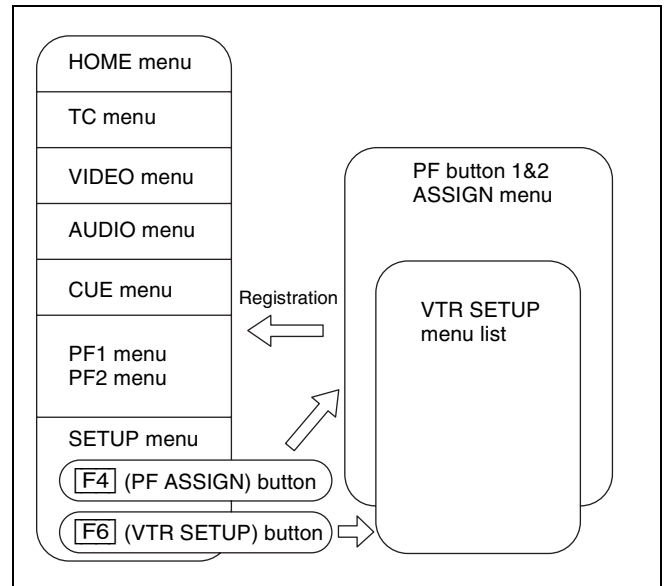 HOME menu
TC menu
VIDEO menu
AUDIO menu
CUE menu
PF1 menu
PF2 menu
SETUP menu
F4 (PF ASSIGN) button
F6 (VTR SETUP) button
Registration
PF button 1&2
ASSIGN menu
VTR SETUP
menu list